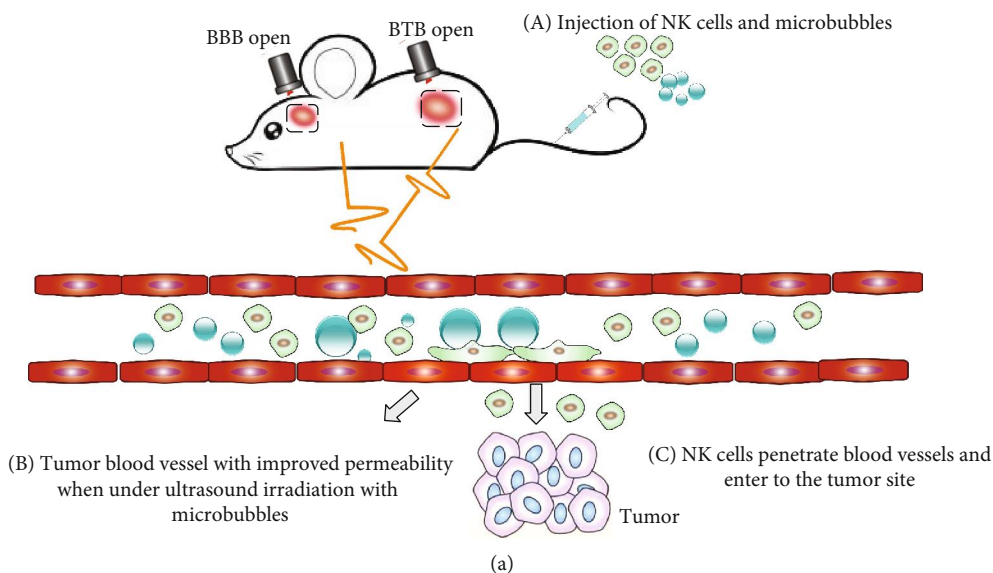 (A) Injection of NK cells and microbubbles
BBB open
BTB open
(B) Tumor blood vessel with improved permeability
when under ultrasound irradiation with
microbubbles
(C) NK cells penetrate blood vessels and
enter to the tumor site
Tumor
(a)